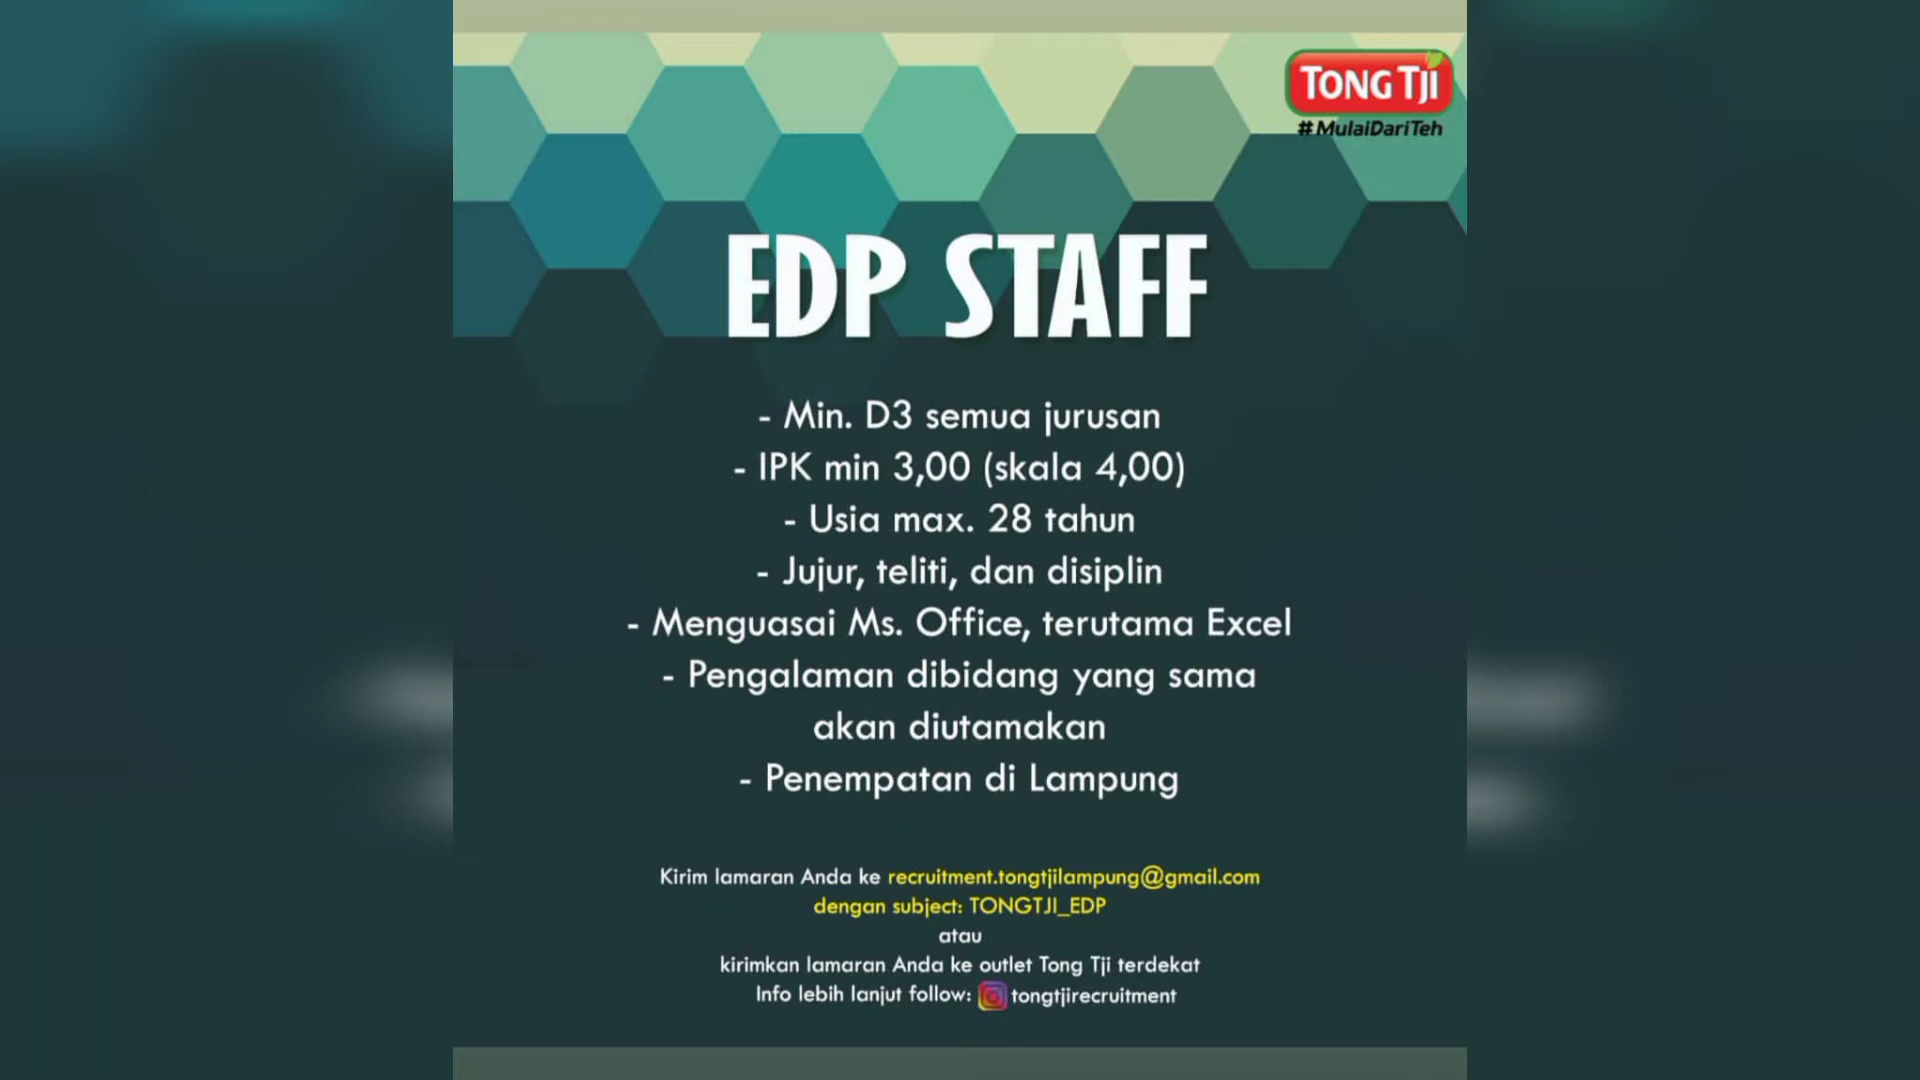 TONG TJI
#MulaiDariTeh
EDP STAFF
- Min. D3 semua jurusan
- IPK min 3,00 (skala 4,00)
- Usia max. 28 tahun
- Jujur, teliti, dan disiplin
- Menguasai Ms. Office, terutama Excel
- Pengalaman dibidang yang sama
akan diutamakan
- Penempatan di Lampung
Kirim lamaran Anda ke recruitment.tongtjilampung@gmail.com
dengan subject: TONGTJI_EDP
atau
kirimkan lamaran Anda ke outlet Tong Tji terdekat
Info lebih lanjut follow: tongtjirecruitment